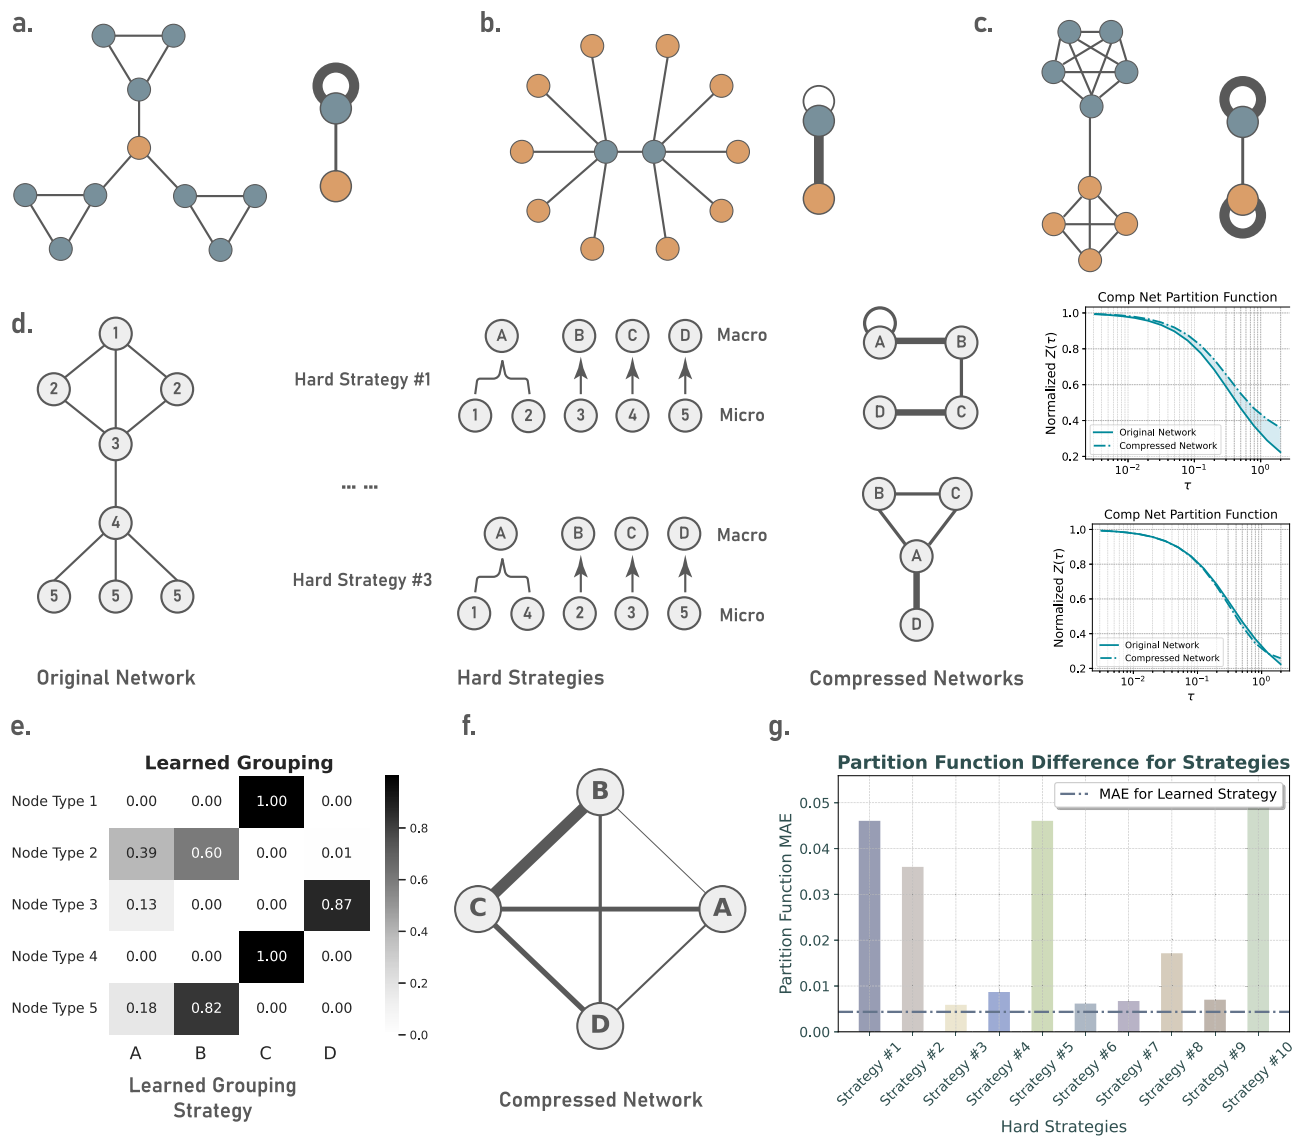 a.
b.
c.
d.
1
2
2
3
4
5
5
5
Original Network
Hard Strategy #1
... ...
Hard Strategy #3
A
B
C
D
Macro
1
2
3
4
5
Micro
A
B
C
D
Macro
1
4
2
3
5
Micro
Hard Strategies
A
B
D
C
B
C
A
D
Compressed Networks
Comp Net Partition Function
Normalized Z(τ)
1.0
0.8
0.6
0.4
0.2
Original Network
Compressed Network
10⁻²
10⁻¹
10⁰
τ
Comp Net Partition Function
Normalized Z(τ)
1.0
0.8
0.6
0.4
0.2
Original Network
Compressed Network
10⁻²
10⁻¹
10⁰
τ
e.
Learned Grouping
Node Type 1 0.00 0.00 1.00 0.00
Node Type 2 0.39 0.60 0.00 0.01
Node Type 3 0.13 0.00 0.00 0.87
Node Type 4 0.00 0.00 1.00 0.00
Node Type 5 0.18 0.82 0.00 0.00
A B C D
0.8
0.6
0.4
0.2
0.0
Learned Grouping
Strategy
f.
B
C
A
D
Compressed Network
g.
Partition Function Difference for Strategies
MAE for Learned Strategy
Partition Function MAE
0.05
0.04
0.03
0.02
0.01
0.00
Strategy #1
Strategy #2
Strategy #3
Strategy #4
Strategy #5
Strategy #6
Strategy #7
Strategy #8
Strategy #9
Strategy #10
Hard Strategies